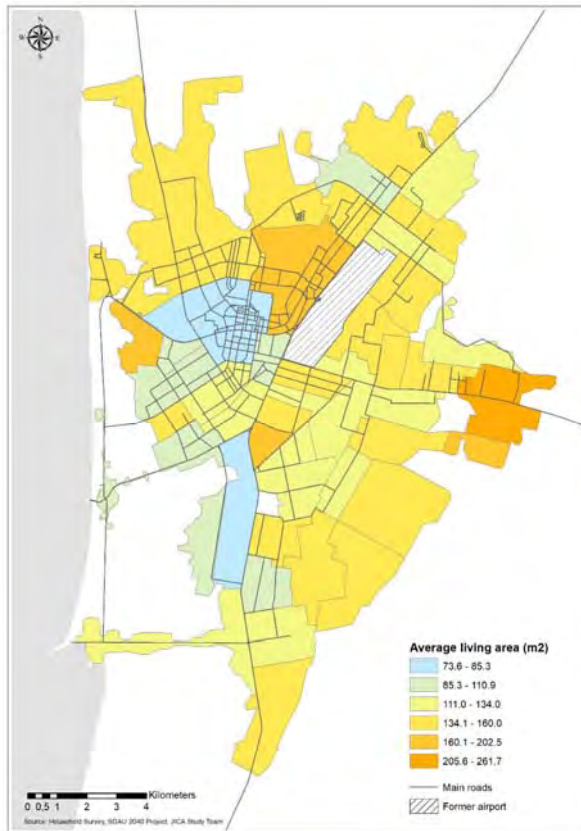 N
W
E
S
Average living area (m2)
73.6 - 85.3
85.3 - 110.9
111.0 - 134.0
134.1 - 160.0
160.1 - 202.5
205.6 - 261.7
Main roads
Former airport
Kilometers
0 0,5 1 2 3 4
Source: Household Survey, SDAU 2040 Project, JICA Study Team